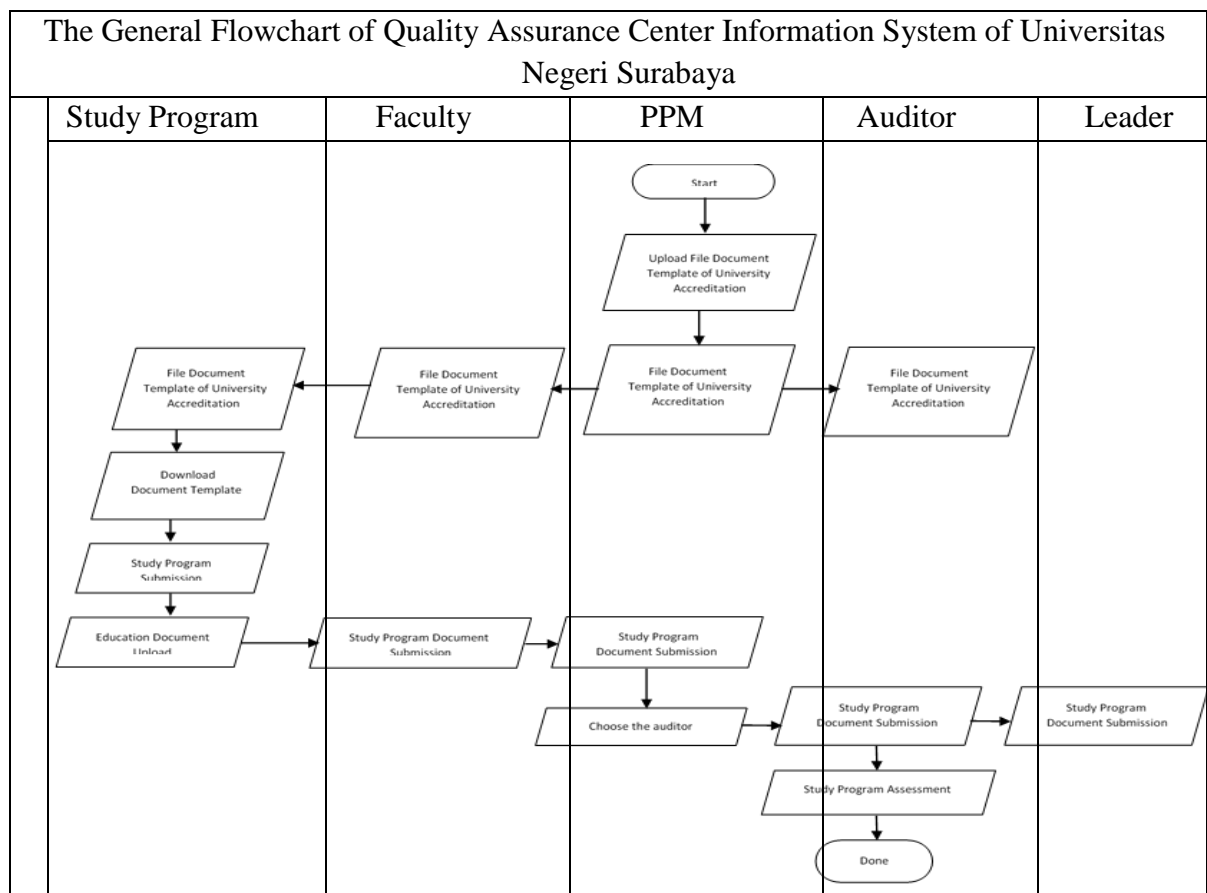 The General Flowchart of Quality Assurance Center Information System of Universitas
Negeri Surabaya
Study Program
Faculty
PPM
Auditor
Leader
Start
Upload File Document
Template of University
Accreditation
File Document
Template of University
Accreditation
File Document
Template of University
Accreditation
File Document
Template of University
Accreditation
File Document
Template of University
Accreditation
Download
Document Template
Study Program
Submission
Education Document
Upload
Study Program Document
Submission
Study Program
Document Submission
Choose the auditor
Study Program
Document Submission
Study Program
Document Submission
Study Program Assessment
Done